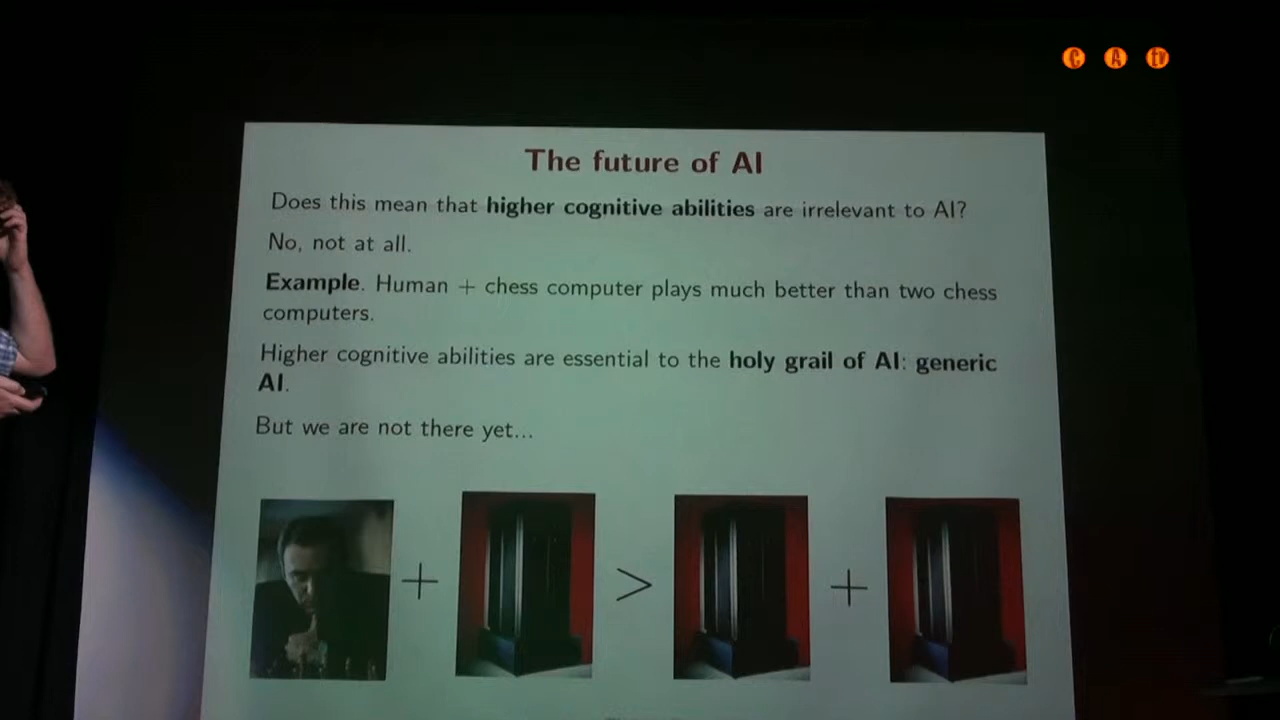 C A tv
The future of AI
Does this mean that higher cognitive abilities are irrelevant to AI?
No, not at all.
Example. Human + chess computer plays much better than two chess
computers.
Higher cognitive abilities are essential to the holy grail of AI: generic
AI.
But we are not there yet...
+ > +